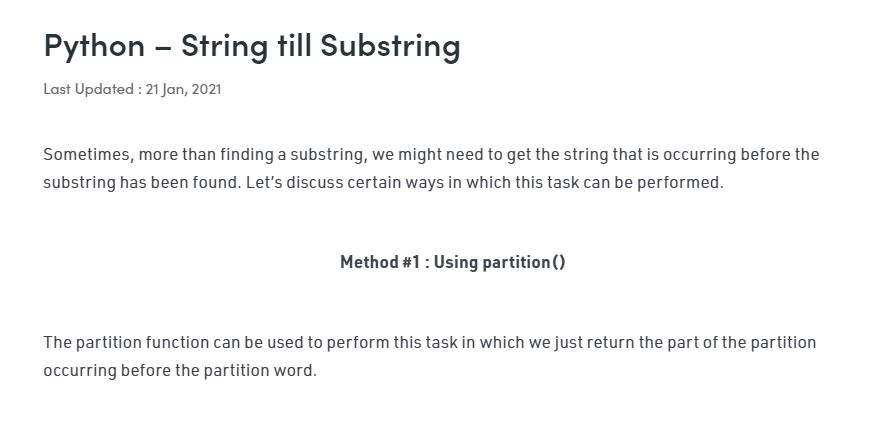 Python – String till Substring
Last Updated : 21 Jan, 2021
Sometimes, more than finding a substring, we might need to get the string that is occurring before the
substring has been found. Let’s discuss certain ways in which this task can be performed.
Method #1 : Using partition()
The partition function can be used to perform this task in which we just return the part of the partition
occurring before the partition word.